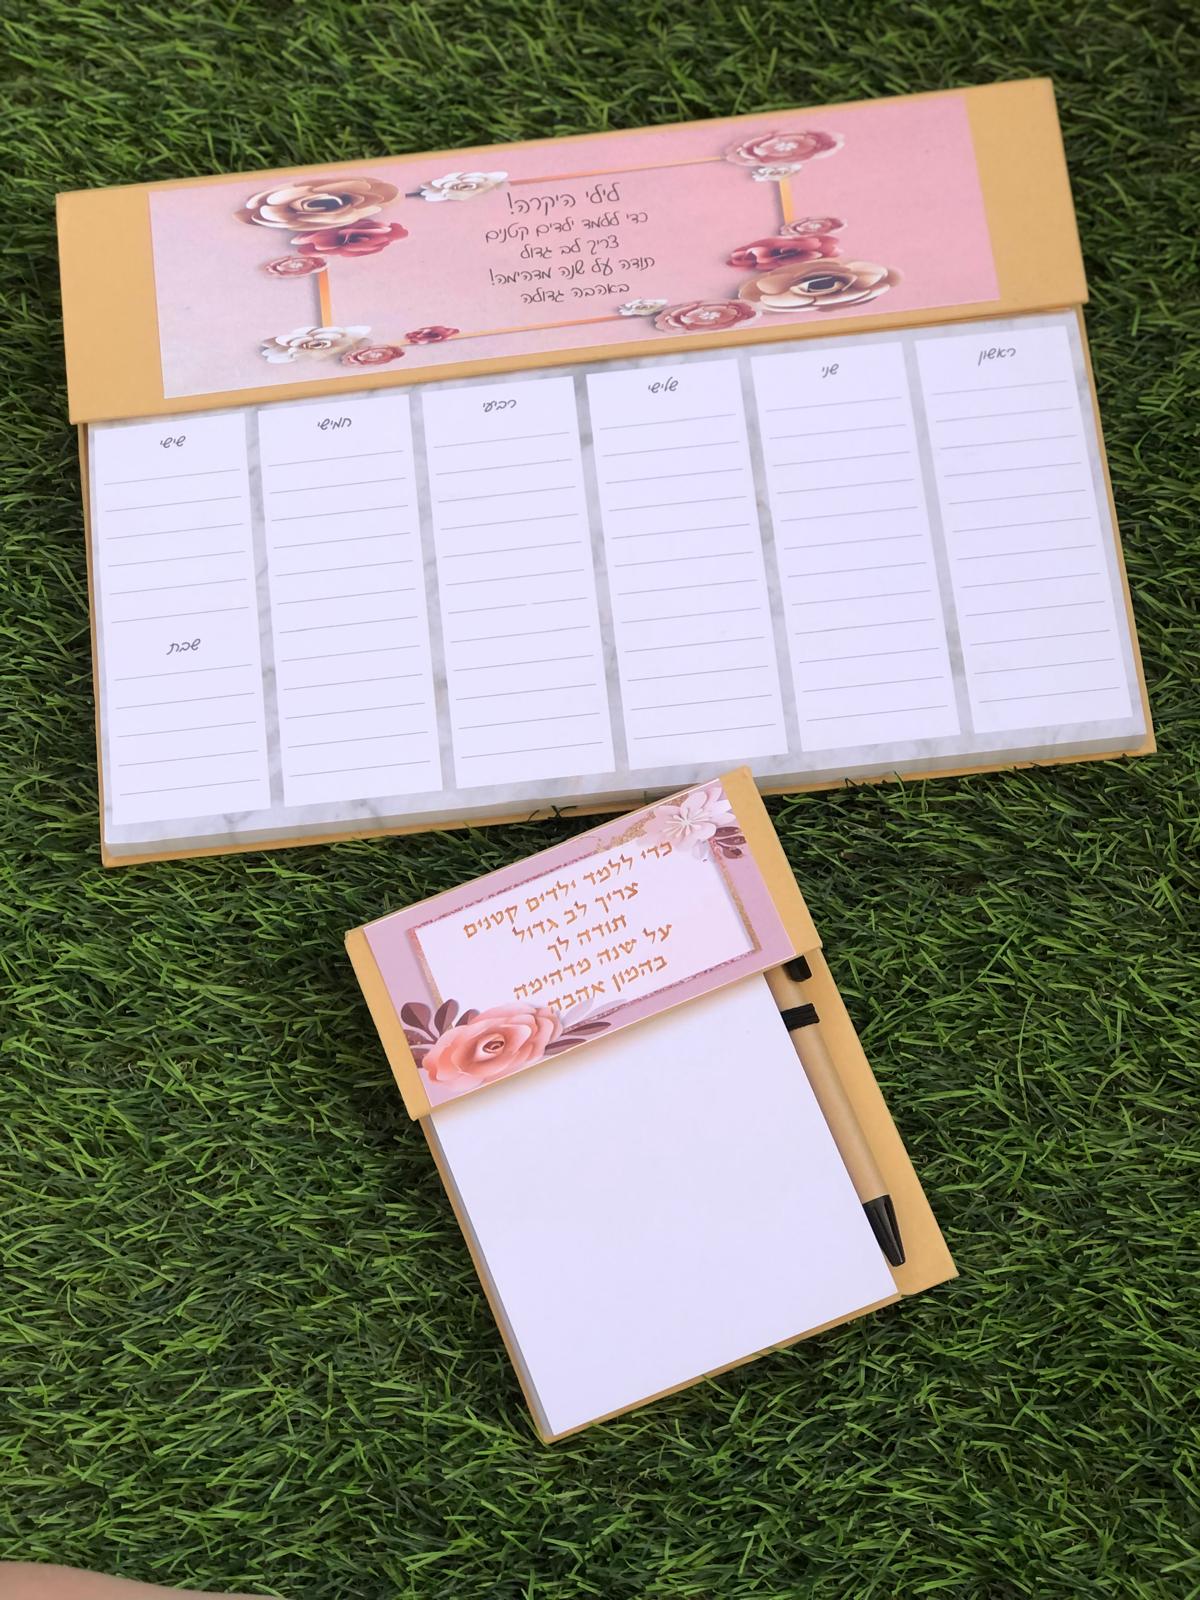 לילי היקרה!
כדי ללמד ילדים קטנים
צריך לב גדול
תודה על שנה מדהימה!
באהבה גדולה
ראשון
שני
שלישי
רביעי
חמישי
שישי
שבת
כדי ללמד ילדים קטנים
צריך לב גדול
תודה לך
על שנה מדהימה
בהמון אהבה